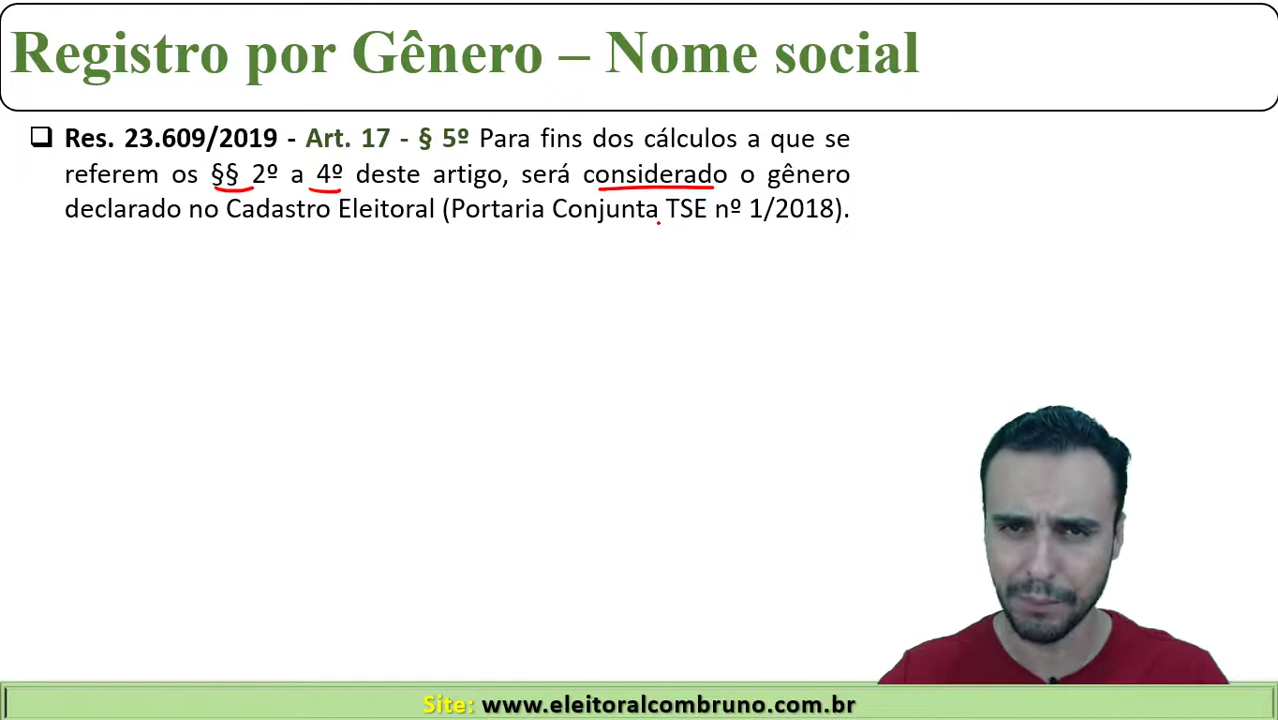 Registro por Gênero – Nome social
Res. 23.609/2019 - Art. 17 - § 5º Para fins dos cálculos a que se
referem os §§ 2º a 4º deste artigo, será considerado o gênero
declarado no Cadastro Eleitoral (Portaria Conjunta TSE nº 1/2018).
Site: www.eleitoralcombruno.com.br